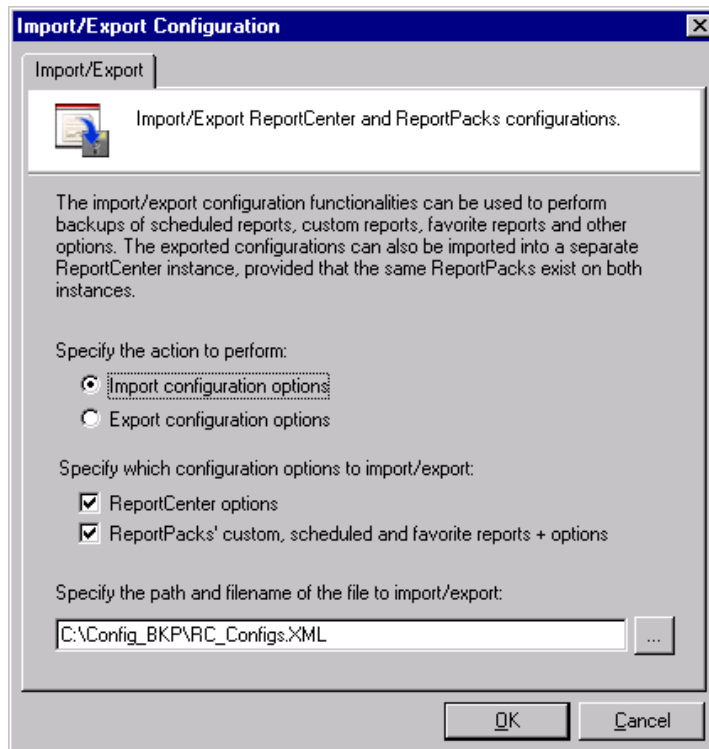 Import/Export Configuration
Import/Export
Import/Export ReportCenter and ReportPacks configurations.
The import/export configuration functionalities can be used to perform
backups of scheduled reports, custom reports, favorite reports and other
options. The exported configurations can also be imported into a separate
ReportCenter instance, provided that the same ReportPacks exist on both
instances.
Specify the action to perform:
Import configuration options
Export configuration options
Specify which configuration options to import/export:
ReportCenter options
ReportPacks' custom, scheduled and favorite reports + options
Specify the path and filename of the file to import/export:
C:\Config_BKP\RC_Configs.XML
...
OK Cancel